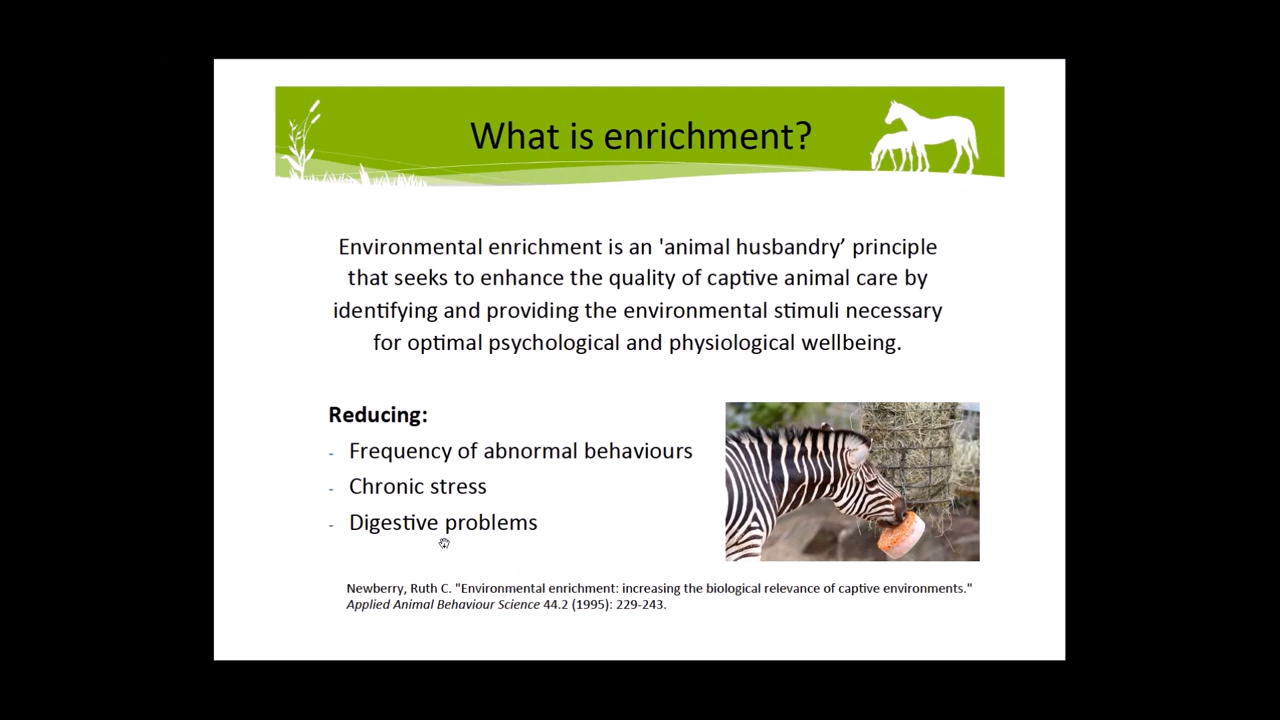 What is enrichment?
Environmental enrichment is an 'animal husbandry’ principle
that seeks to enhance the quality of captive animal care by
identifying and providing the environmental stimuli necessary
for optimal psychological and physiological wellbeing.
Reducing:
- Frequency of abnormal behaviours
- Chronic stress
- Digestive problems
Newberry, Ruth C. "Environmental enrichment: increasing the biological relevance of captive environments."
Applied Animal Behaviour Science 44.2 (1995): 229-243.